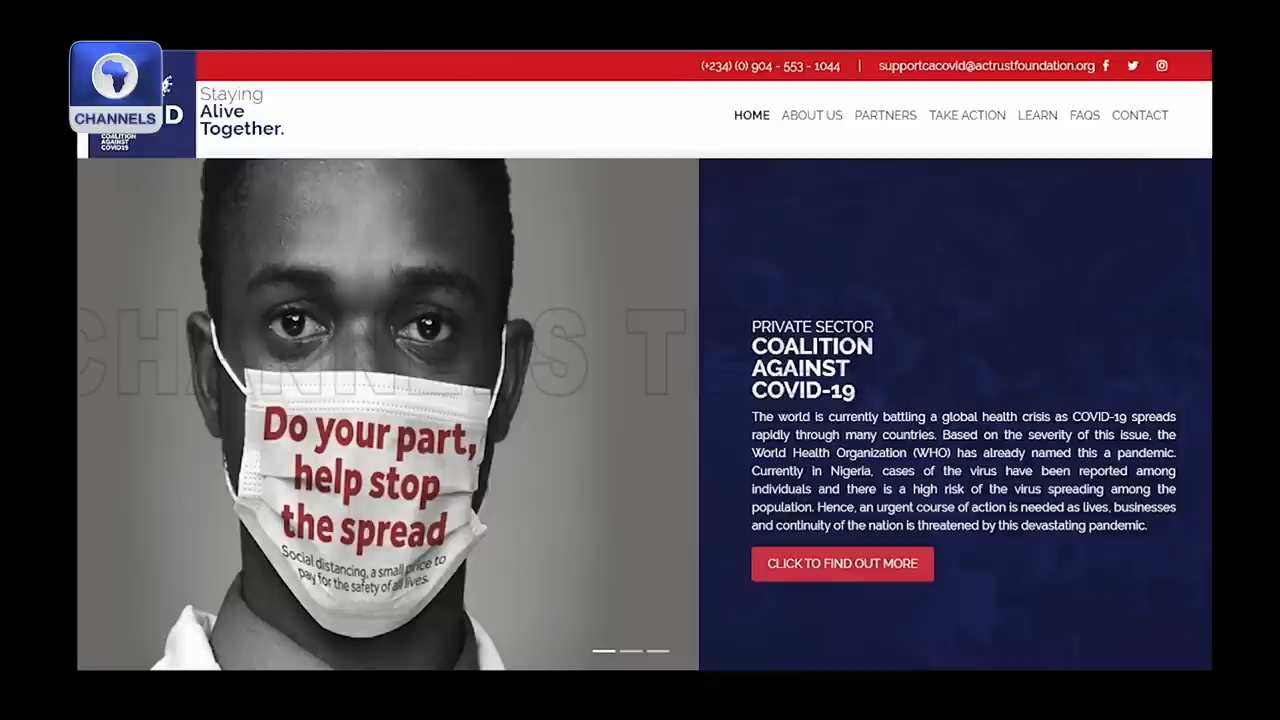 (+234) (0) 904 - 553 - 1044 | supportcacovid@actrustfoundation.org
CHANNELS
D
COALITION
AGAINST
COVID19
Staying
Alive
Together.
HOME ABOUT US PARTNERS TAKE ACTION LEARN FAQS CONTACT
CHANNELS T
Do your part,
help stop
the spread
Social distancing, a small price to
pay for the safety of all lives.
PRIVATE SECTOR
COALITION
AGAINST
COVID-19
The world is currently battling a global health crisis as COVID-19 spreads
rapidly through many countries. Based on the severity of this issue, the
World Health Organization (WHO) has already named this a pandemic.
Currently in Nigeria, cases of the virus have been reported among
individuals and there is a high risk of the virus spreading among the
population. Hence, an urgent course of action is needed as lives, businesses
and continuity of the nation is threatened by this devastating pandemic.
CLICK TO FIND OUT MORE